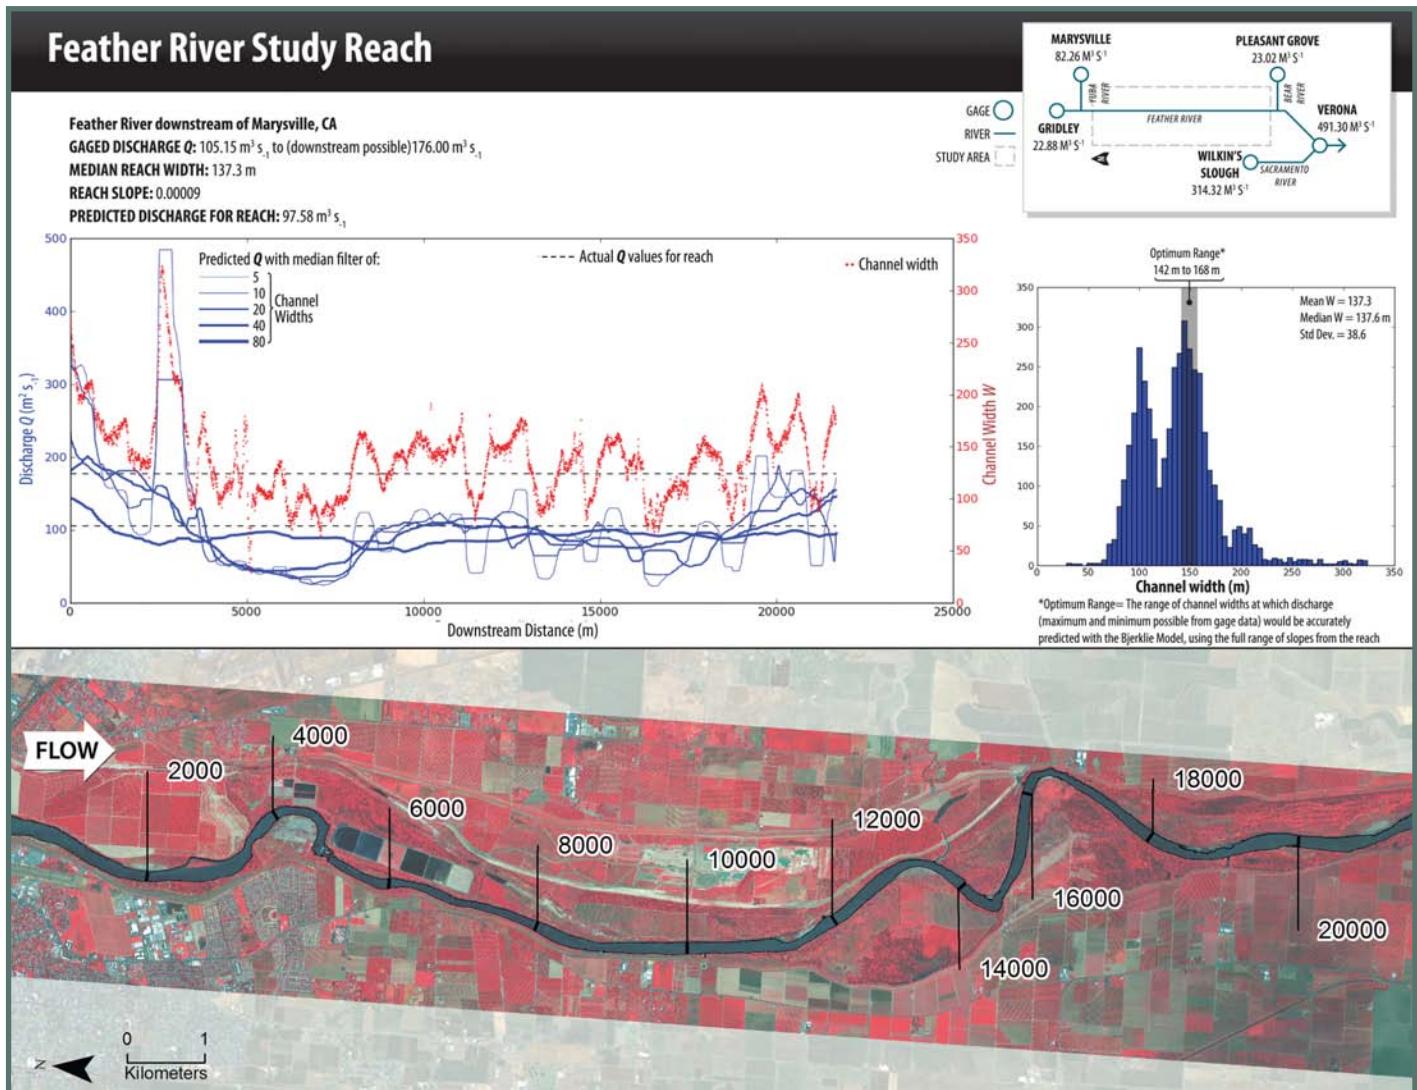 Feather River Study Reach
MARYSVILLE
82.26 M³ S⁻¹
PLEASANT GROVE
23.02 M³ S⁻¹
YUBA
RIVER
BEAR
RIVER
GAGE
RIVER
STUDY AREA
FEATHER RIVER
GRIDLEY
22.88 M³ S⁻¹
VERONA
491.30 M³ S⁻¹
WILKIN'S
SLOUGH
314.32 M³ S⁻¹
SACRAMENTO
RIVER
Feather River downstream of Marysville, CA
GAGED DISCHARGE Q: 105.15 m³ s₋₁ to (downstream possible)176.00 m³ s₋₁
MEDIAN REACH WIDTH: 137.3 m
REACH SLOPE: 0.00009
PREDICTED DISCHARGE FOR REACH: 97.58 m³ s₋₁
Predicted Q with median filter of:
5
10
20
40
80
Channel
Widths
Actual Q values for reach
Channel width
500
400
300
200
100
0
Discharge Q (m² s₋₁)
0
5000
10000
15000
20000
25000
Downstream Distance (m)
350
300
250
200
150
100
50
0
Channel Width W
Optimum Range*
142 m to 168 m
Mean W = 137.3
Median W = 137.6 m
Std Dev. = 38.6
350
300
250
200
150
100
50
0
0
50
100
150
200
250
300
350
Channel width (m)
*Optimum Range= The range of channel widths at which discharge
(maximum and minimum possible from gage data) would be accurately
predicted with the Bjerklie Model, using the full range of slopes from the reach
FLOW
2000
4000
6000
8000
10000
12000
14000
16000
18000
20000
N
0 1
Kilometers